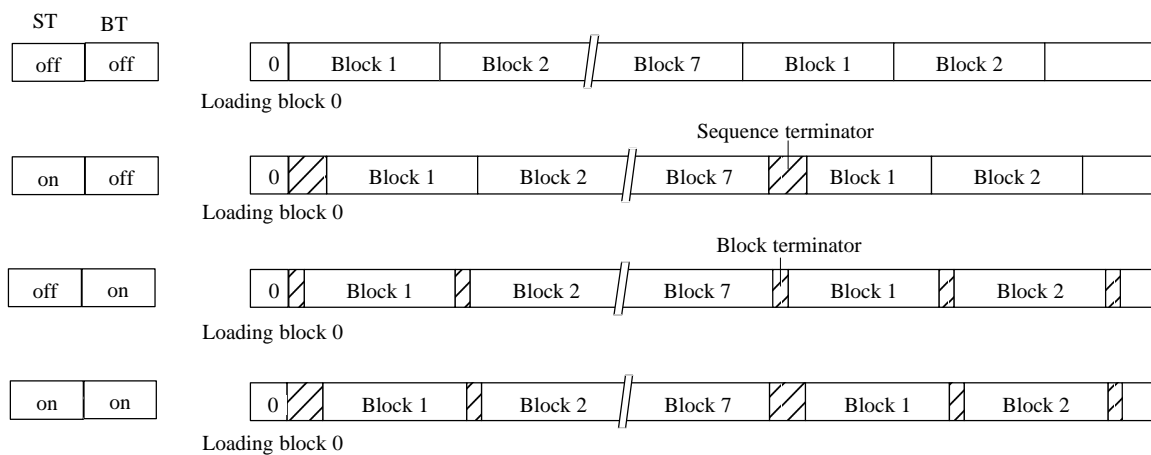 ST BT
off off 0 Block 1 Block 2 Block 7 Block 1 Block 2
Loading block 0
Sequence terminator
on off 0 Block 1 Block 2 Block 7 Block 1 Block 2
Loading block 0
Block terminator
off on 0 Block 1 Block 2 Block 7 Block 1 Block 2
Loading block 0
on on 0 Block 1 Block 2 Block 7 Block 1 Block 2
Loading block 0